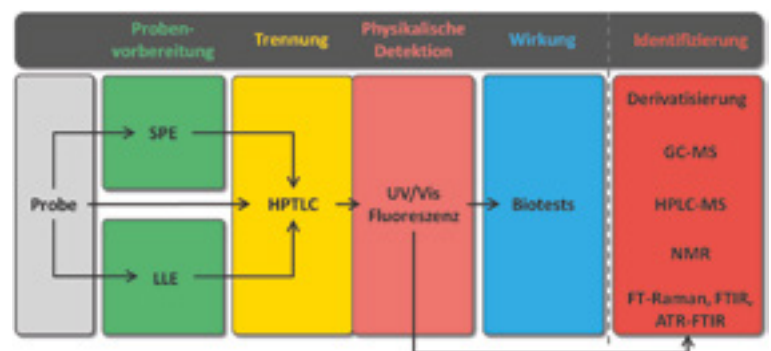 Proben-
vorbereitung
Trennung
Physikalische
Detektion
Wirkung
Identifizierung
Probe
SPE
LLE
HPTLC
UV/Vis
Fluoreszenz
Biotests
Derivatisierung
GC-MS
HPLC-MS
NMR
FT-Raman, FTIR,
ATR-FTIR